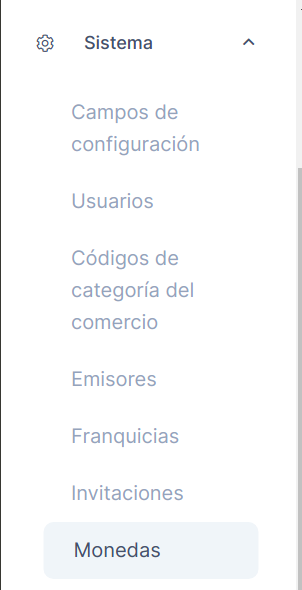 Sistema
Campos de
configuración
Usuarios
Códigos de
categoría del
comercio
Emisores
Franquicias
Invitaciones
Monedas